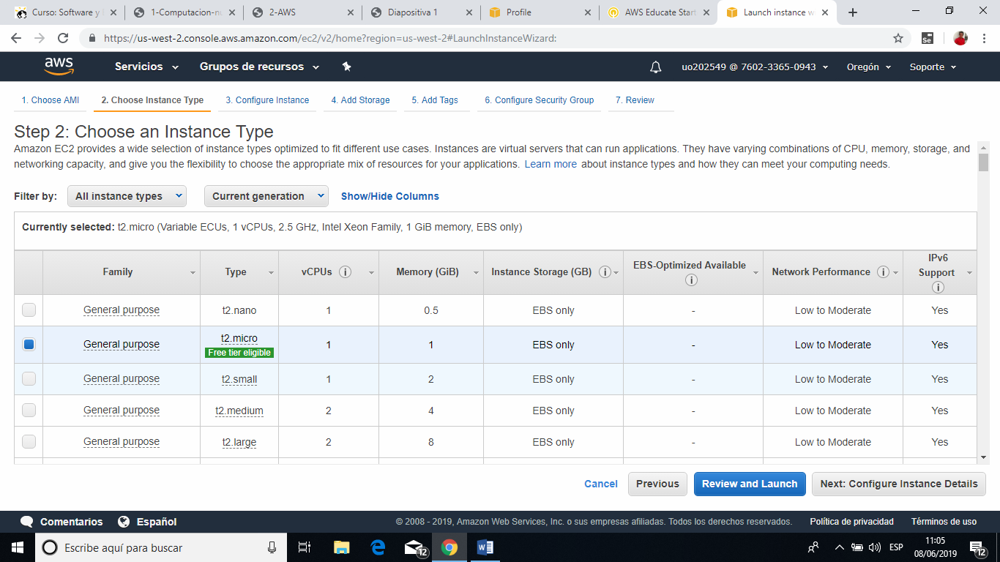 Curso: Software y
1-Computacion-nu
2-AWS
Diapositiva 1
Profile
AWS Educate Start
Launch instance w
https://us-west-2.console.aws.amazon.com/ec2/v2/home?region=us-west-2#LaunchInstanceWizard:
Se
aws
Servicios
Grupos de recursos
uo202549 @ 7602-3365-0943
Oregón
Soporte
1. Choose AMI
2. Choose Instance Type
3. Configure Instance
4. Add Storage
5. Add Tags
6. Configure Security Group
7. Review
Step 2: Choose an Instance Type
Amazon EC2 provides a wide selection of instance types optimized to fit different use cases. Instances are virtual servers that can run applications. They have varying combinations of CPU, memory, storage, and
networking capacity, and give you the flexibility to choose the appropriate mix of resources for your applications. Learn more about instance types and how they can meet your computing needs.
Filter by: All instance types Current generation Show/Hide Columns
Currently selected: t2.micro (Variable ECUs, 1 vCPUs, 2.5 GHz, Intel Xeon Family, 1 GiB memory, EBS only)
Family Type vCPUs Memory (GiB) Instance Storage (GB) EBS-Optimized Available Network Performance IPv6 Support
General purpose t2.nano 1 0.5 EBS only - Low to Moderate Yes
General purpose t2.micro Free tier eligible 1 1 EBS only - Low to Moderate Yes
General purpose t2.small 1 2 EBS only - Low to Moderate Yes
General purpose t2.medium 2 4 EBS only - Low to Moderate Yes
General purpose t2.large 2 8 EBS only - Low to Moderate Yes
Cancel Previous Review and Launch Next: Configure Instance Details
Comentarios Español © 2008 - 2019, Amazon Web Services, Inc. o sus empresas afiliadas. Todos los derechos reservados. Política de privacidad Términos de uso
Escribe aquí para buscar
12
ESP
11:05
08/06/2019
12